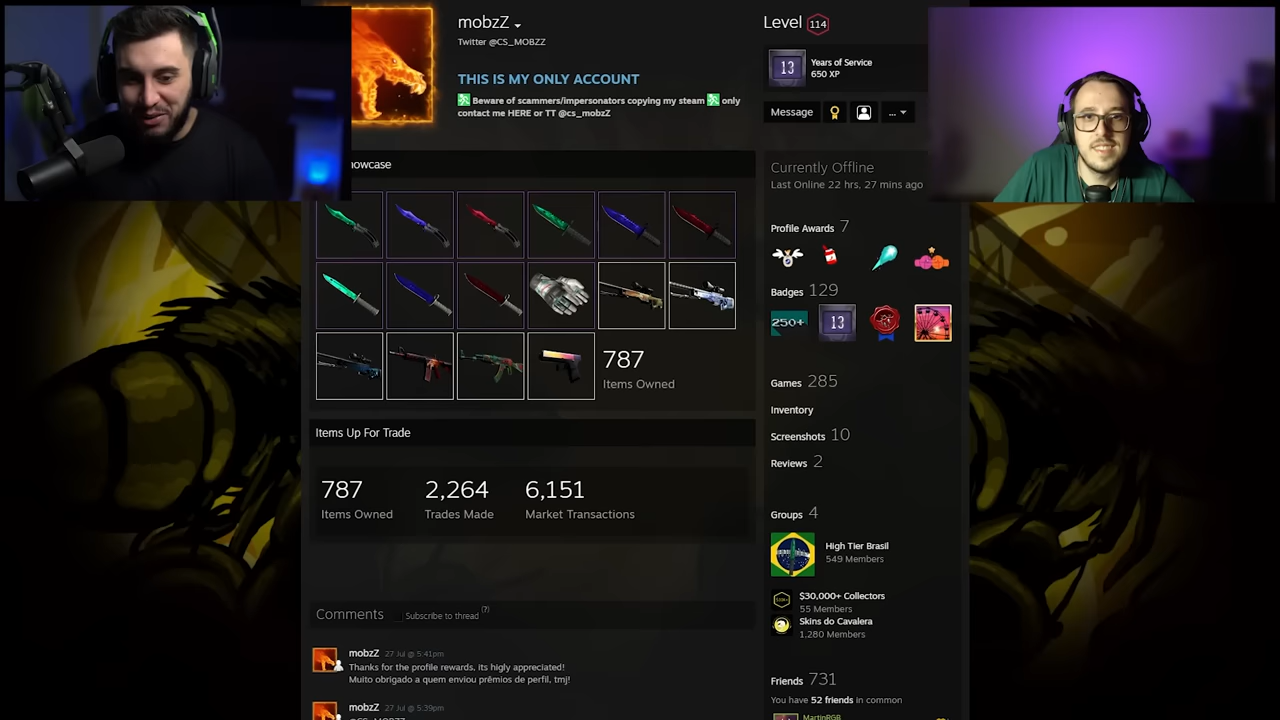 mobzZ
Twitter @CS_MOBZZ
THIS IS MY ONLY ACCOUNT
Beware of scammers/impersonators copying my steam only
contact me HERE or TT @cs_mobzZ
Level 114
13
Years of Service
650 XP
Message
...
owcase
787
Items Owned
Items Up For Trade
787
Items Owned
2,264
Trades Made
6,151
Market Transactions
Comments
Subscribe to thread (7)
mobzZ 27 Jul @ 5:41pm
Thanks for the profile rewards, its higly appreciated!
Muito obrigado a quem enviou prêmios de perfil, tmj!
mobzZ 27 Jul @ 5:39pm
@CS_MOBZZ
Currently Offline
Last Online 22 hrs, 27 mins ago
Profile Awards 7
Badges 129
250+
13
Games 285
Inventory
Screenshots 10
Reviews 2
Groups 4
High Tier Brasil
549 Members
$30,000+ Collectors
55 Members
Skins do Cavalera
1,280 Members
Friends 731
You have 52 friends in common
MartinRGB